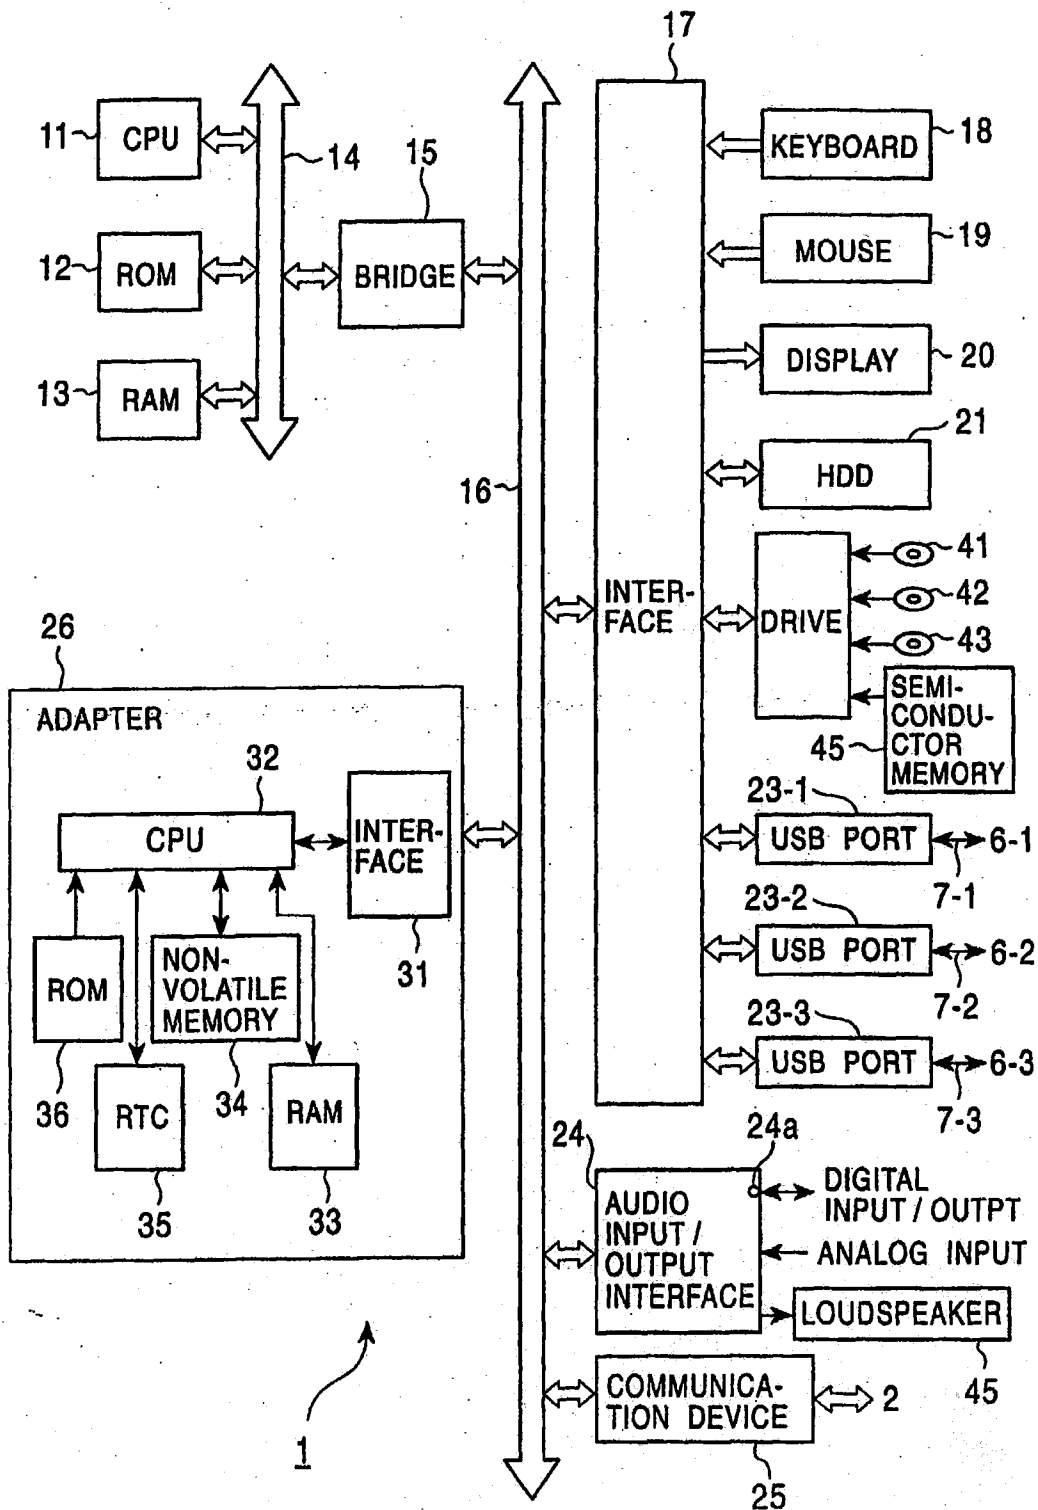 17
11
CPU
14
15
KEYBOARD
18
12
ROM
BRIDGE
MOUSE
19
13
RAM
DISPLAY
20
16
21
HDD
INTER-
FACE
DRIVE
41
42
43
SEMI-
CONDU-
CTOR
MEMORY
45
26
ADAPTER
32
CPU
INTER-
FACE
31
ROM
36
NON-
VOLATILE
MEMORY
34
RTC
35
RAM
33
23-1
USB PORT
6-1
7-1
23-2
USB PORT
6-2
7-2
23-3
USB PORT
6-3
7-3
24
24a
AUDIO
INPUT /
OUTPUT
INTERFACE
DIGITAL
INPUT / OUTPT
ANALOG INPUT
LOUDSPEAKER
45
COMMUNICA-
TION DEVICE
2
25
1